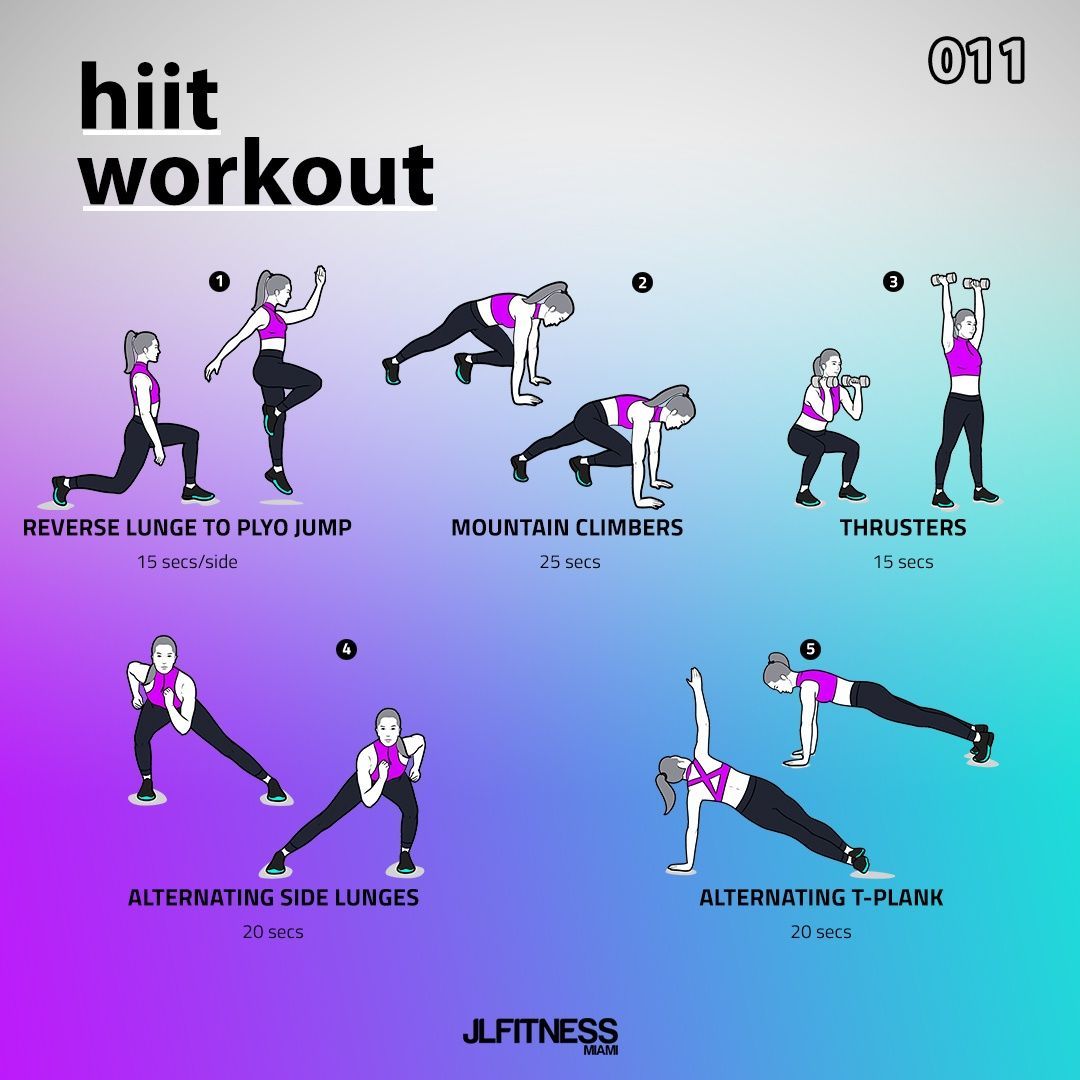 hiit
workout
011
1
REVERSE LUNGE TO PLYO JUMP
15 secs/side
2
MOUNTAIN CLIMBERS
25 secs
3
THRUSTERS
15 secs
4
ALTERNATING SIDE LUNGES
20 secs
5
ALTERNATING T-PLANK
20 secs
JLFITNESS
MIAMI